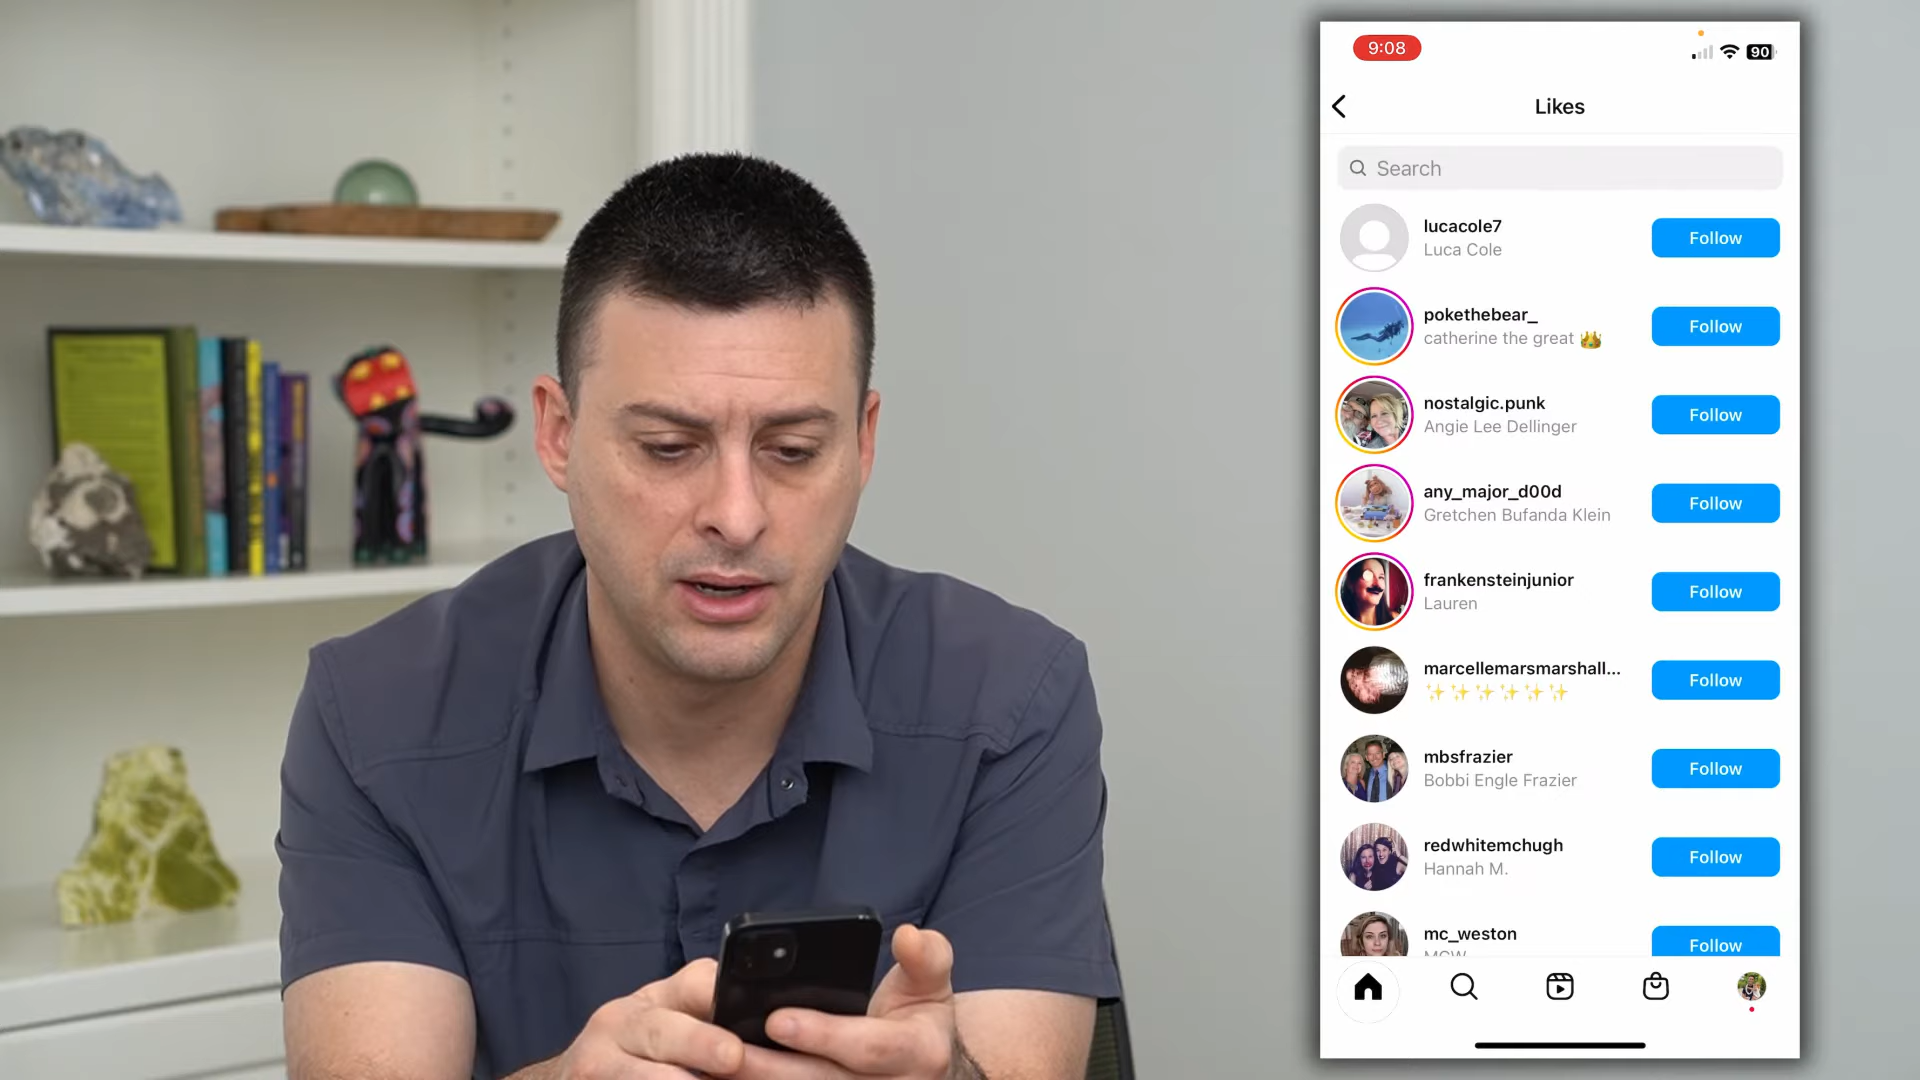 9:08
90
Likes
Search
lucacole7
Luca Cole
Follow
pokethebear_
catherine the great 👑
Follow
nostalgic.punk
Angie Lee Dellinger
Follow
any_major_d00d
Gretchen Bufanda Klein
Follow
frankensteinjunior
Lauren
Follow
marcellemarsmarshall...
✨✨✨✨✨✨
Follow
mbsfrazier
Bobbi Engle Frazier
Follow
redwhitemchugh
Hannah M.
Follow
mc_weston
MCW
Follow